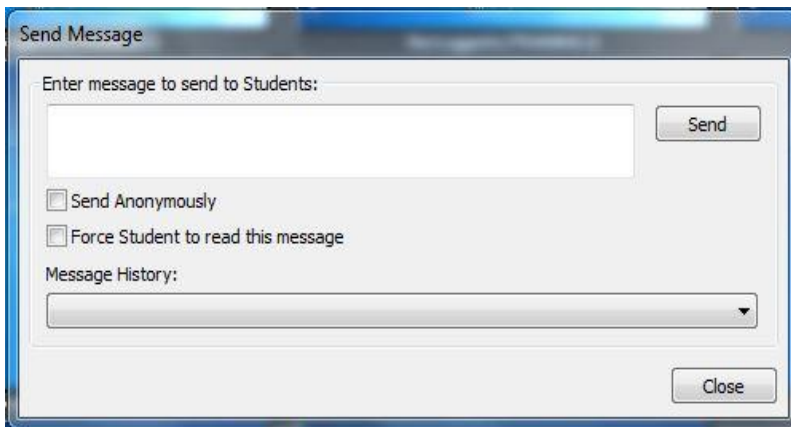 Send Message
Enter message to send to Students:
Send
Send Anonymously
Force Student to read this message
Message History:
Close